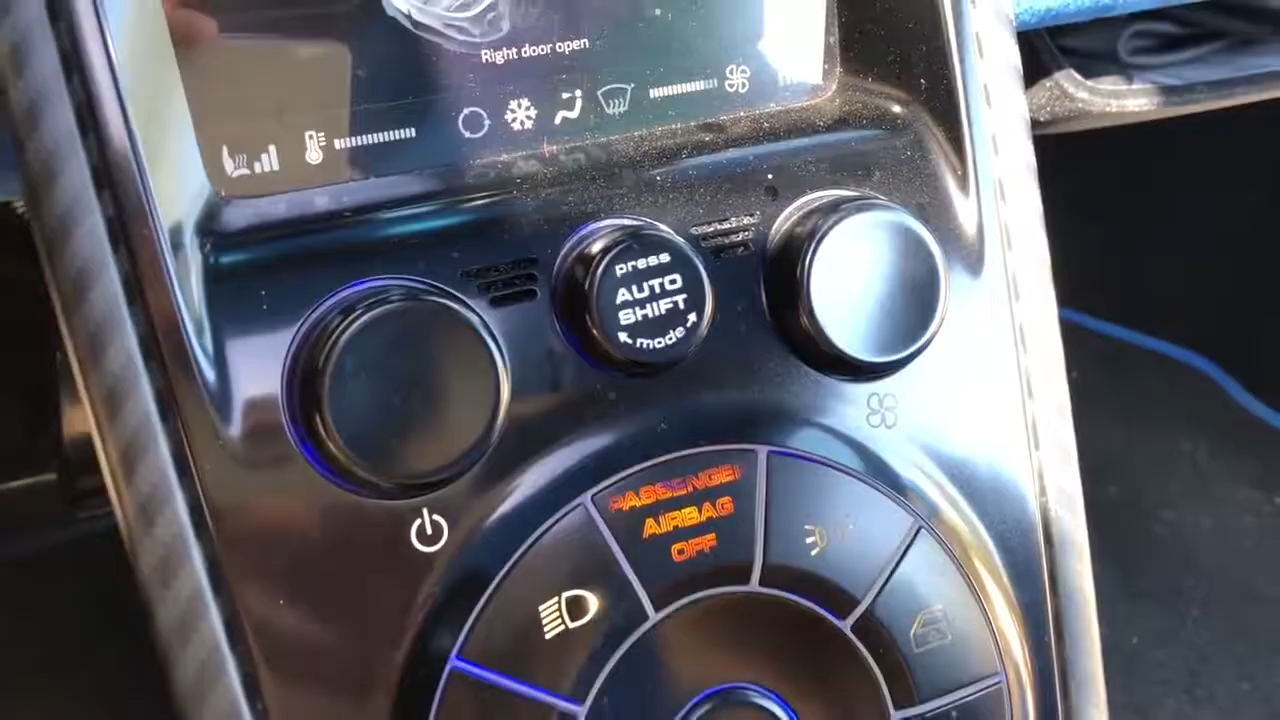 Right door open
press
AUTO
SHIFT
mode
PASSENGER
AIRBAG
OFF